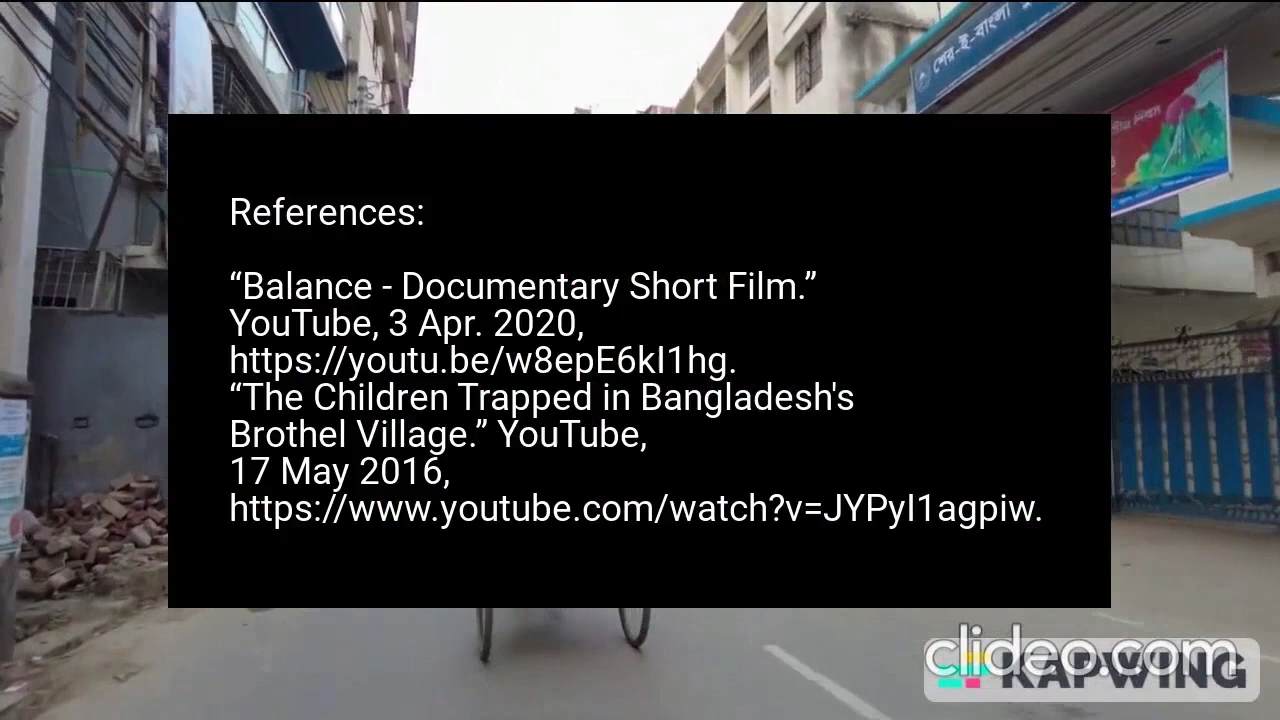 শের-ই-বাংলা
References:
“Balance - Documentary Short Film.”
YouTube, 3 Apr. 2020,
https://youtu.be/w8epE6kI1hg.
“The Children Trapped in Bangladesh's
Brothel Village.” YouTube,
17 May 2016,
https://www.youtube.com/watch?v=JYPyI1agpiw.
clideo.com
KAPWING